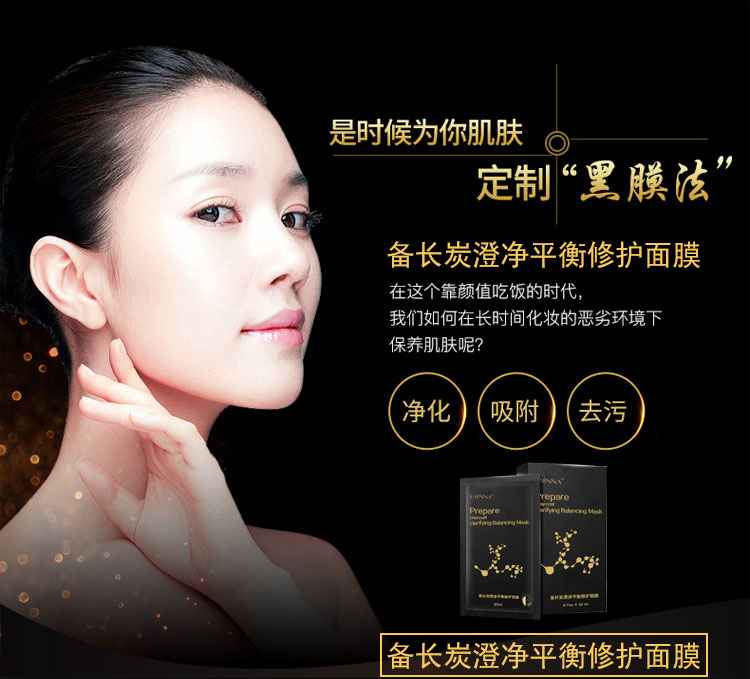 是时候为你肌肤
定制“黑膜法”
备长炭澄净平衡修护面膜
在这个靠颜值吃饭的时代，
我们如何在长时间化妆的恶劣环境下
保养肌肤呢？
净化
吸附
去污
Prepare
charcoal
clarifying Balancing Mask
备长炭澄净平衡修护面膜
Prepare
charcoal
clarifying Balancing Mask
备长炭澄净平衡修护面膜
备长炭澄净平衡修护面膜